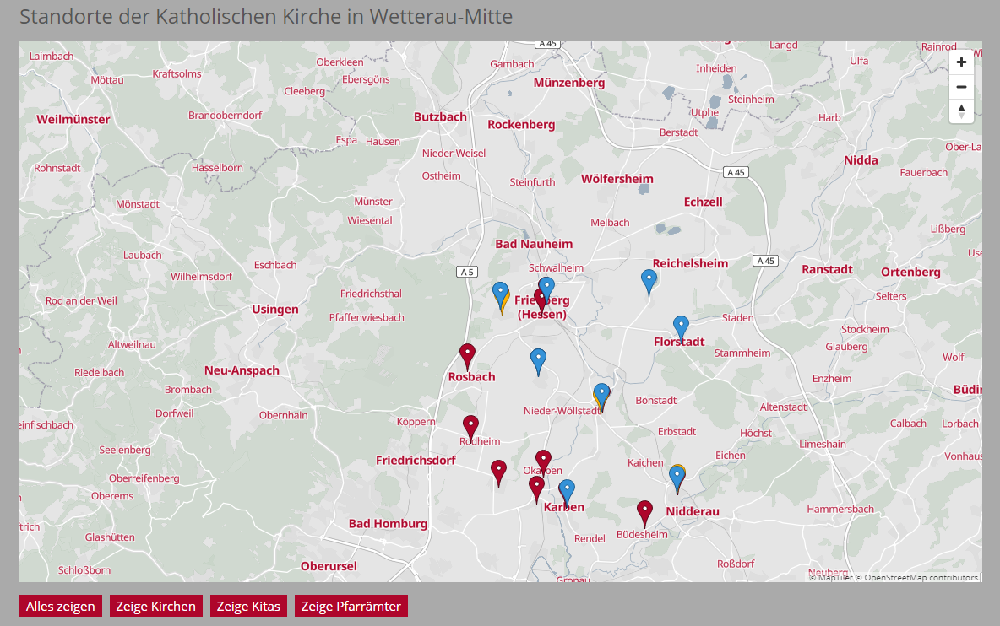 Standorte der Katholischen Kirche in Wetterau-Mitte
A 45
Langd
Rainrod
Laimbach
Oberkleen
Gambach
Ulfa
Kraftsolms
Inheiden
Möttau
Ebersgöns
Münzenberg
Cleeberg
Steinheim
Utphe
Brandoberndorf
Butzbach
Harb
Weilmünster
Rockenberg
Berstadt
Espa
Hausen
Ober-La
Nieder-Weisel
Nidda
Rohnstadt
Hasselborn
Fauerbach
A 45
Ostheim
Steinfurth
Wölfersheim
Münster
Echzell
Mönstadt
Wiesental
Melbach
Lißberg
Bad Nauheim
Laubach
Use
Eschbach
A 45
Reichelsheim
Schwalheim
Ranstadt
Ortenberg
A 5
Wilhelmsdorf
Friedrichsthal
Selters
Rod an der Weil
Friedberg
(Hessen)
Usingen
Pfaffenwiesbach
Staden
Stockheim
Florstadt
Altweilnau
Glauberg
Stammheim
Wolf
Riedelbach
Neu-Anspach
Rosbach
Enzheim
Brombach
Büdin
Bönstadt
Nieder-Wöllstadt
Altenstadt
Dorfweil
Obernhain
Köppern
einfischbach
Calbach
Lorbach
Erbstadt
Höchst
Rodheim
Limeshain
Seelenberg
Eichen
Vonhaus
Friedrichsdorf
Kaichen
Okarben
Oberreifenberg
Oberems
Karben
Nidderau
Hammersbach
Bad Homburg
trich
Büdesheim
Glashütten
Rendel
Roßdorf
Oberursel
Schloßborn
Neuberg
Gronau
© MapTiler © OpenStreetMap contributors
Alles zeigen
Zeige Kirchen
Zeige Kitas
Zeige Pfarrämter